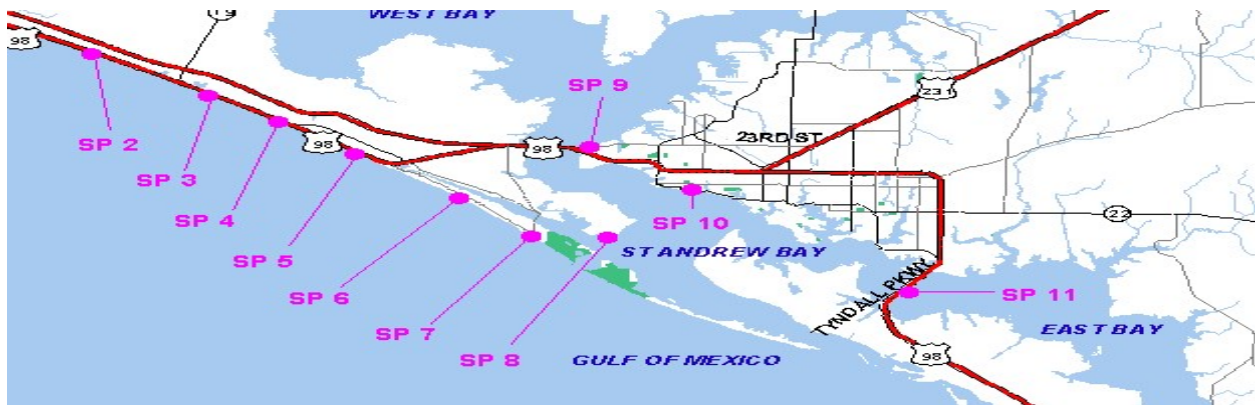 19
WEST BAY
98
SP 2
SP 9
231
23RD ST
98
98
SP 3
SP 4
SP 10
22
SP 5
ST ANDREW BAY
SP 6
TYNDALL PKWY
SP 11
SP 7
EAST BAY
SP 8
GULF OF MEXICO
98